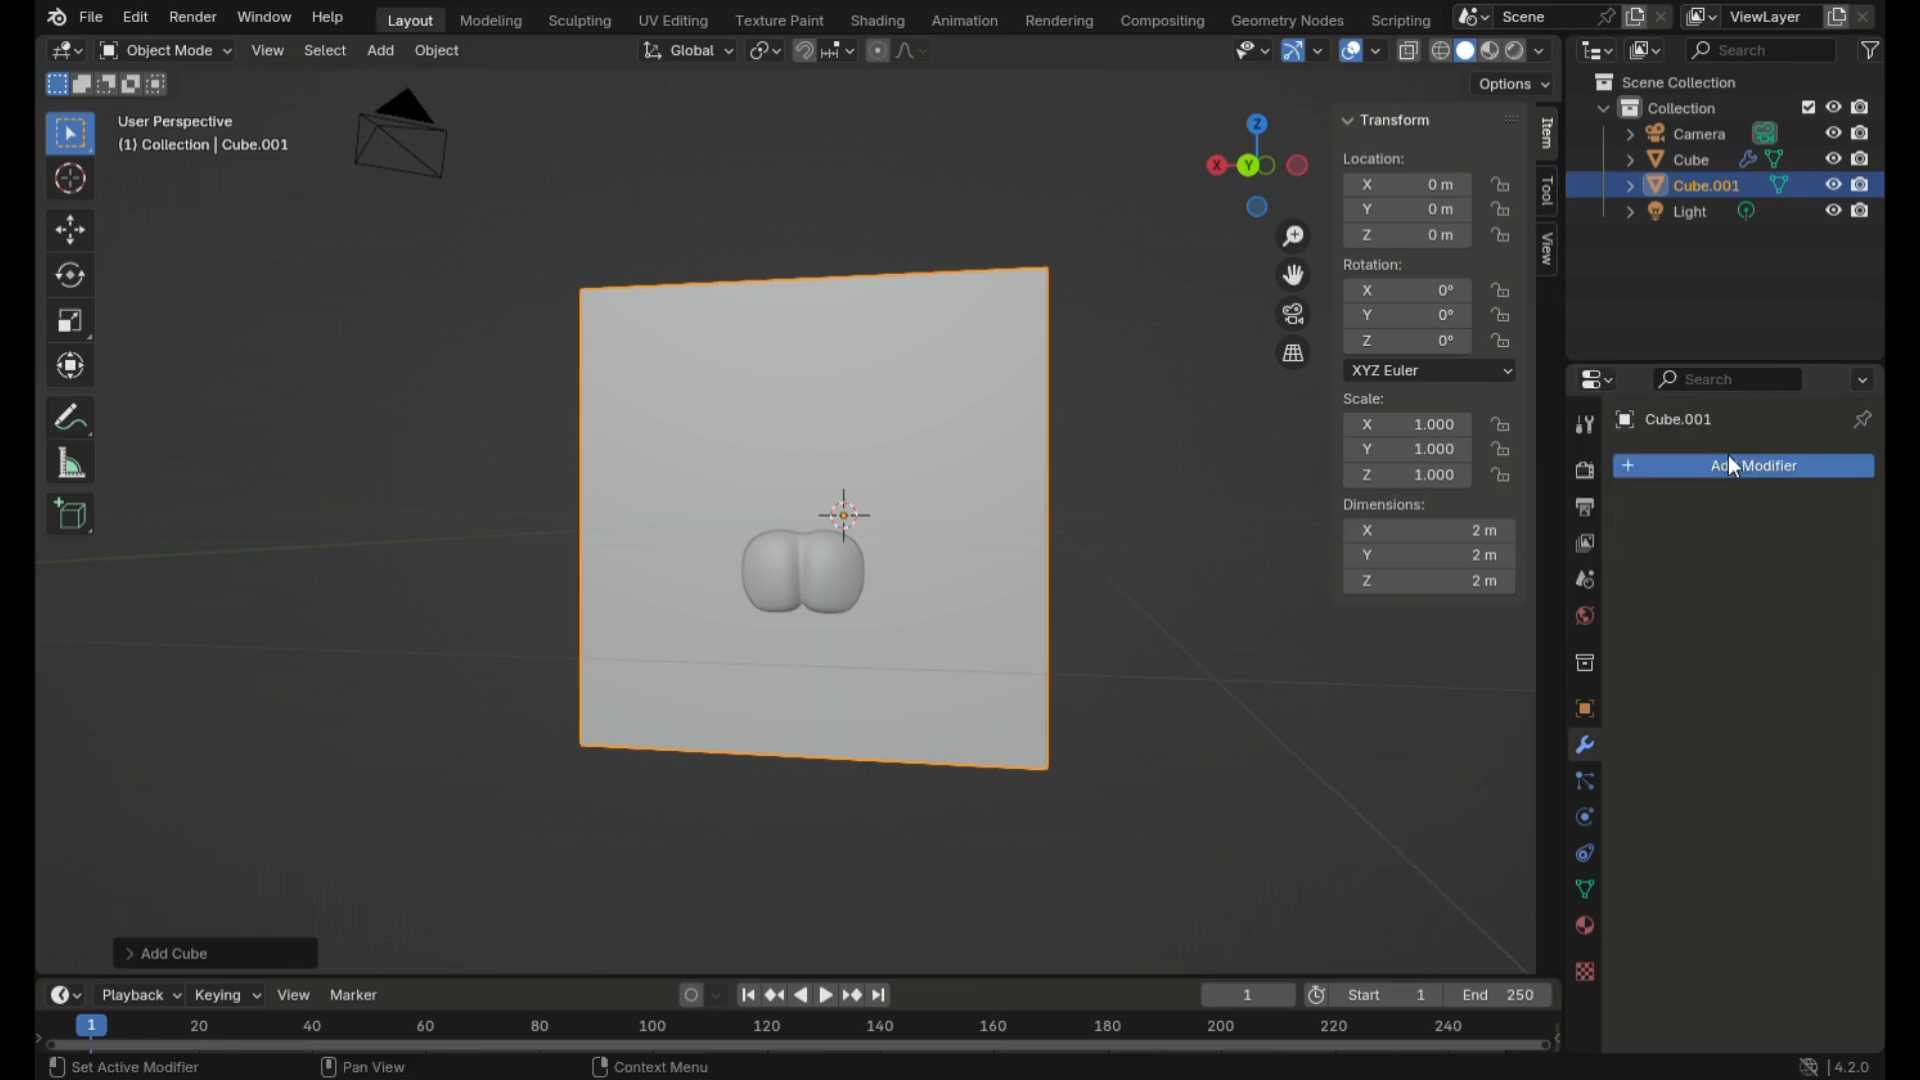 File Edit Render Window Help Layout Modeling Sculpting UV Editing Texture Paint Shading Animation Rendering Compositing Geometry Nodes Scripting Scene ViewLayer
Object Mode View Select Add Object Global Search
Options
User Perspective
(1) Collection | Cube.001
Z
X
Y
Transform
Location:
X 0 m
Y 0 m
Z 0 m
Rotation:
X 0°
Y 0°
Z 0°
XYZ Euler
Scale:
X 1.000
Y 1.000
Z 1.000
Dimensions:
X 2 m
Y 2 m
Z 2 m
Item
Tool
View
Scene Collection
Collection
Camera
Cube
Cube.001
Light
Search
Cube.001
Add Modifier
Add Cube
Playback Keying View Marker 1 Start 1 End 250
1 20 40 60 80 100 120 140 160 180 200 220 240
Set Active Modifier Pan View Context Menu 4.2.0